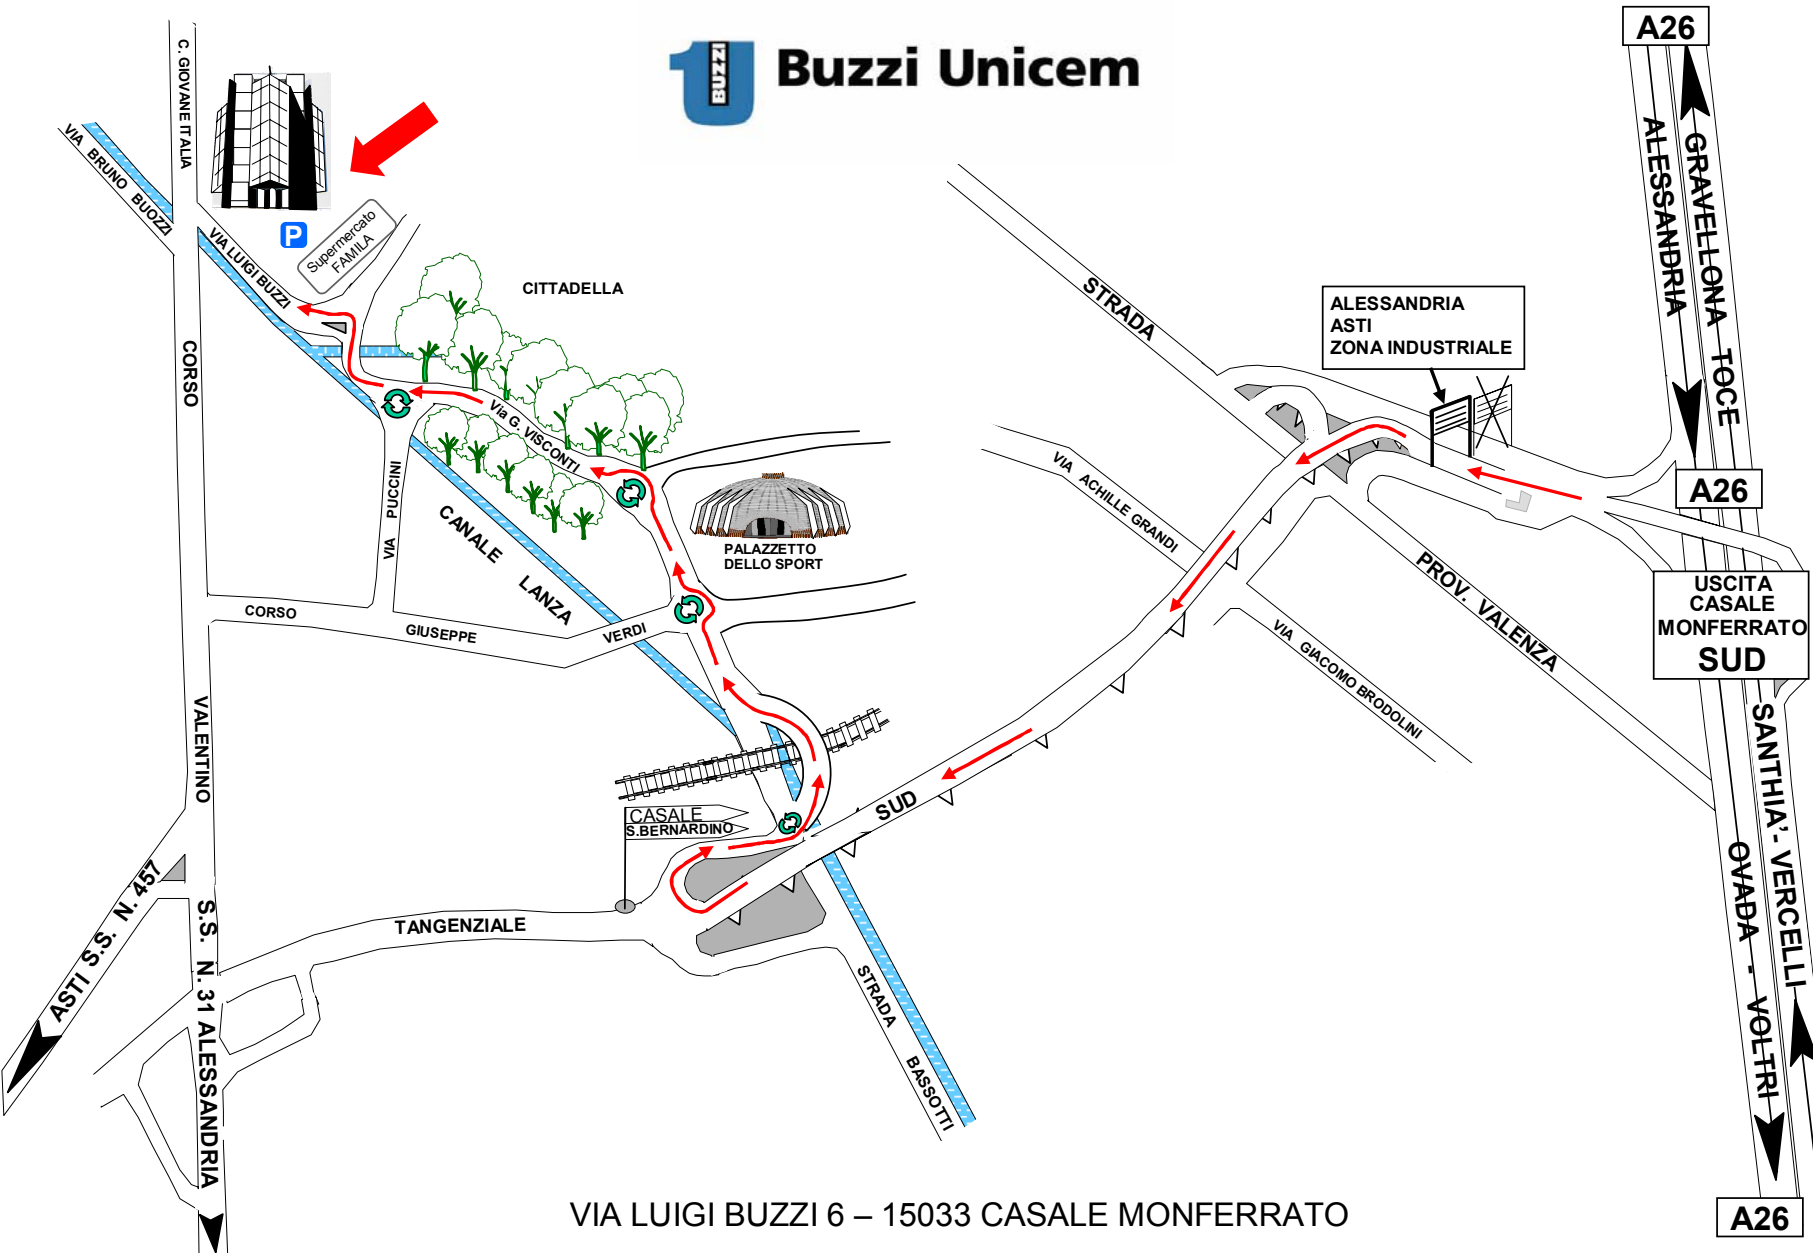 BUZZI
Buzzi Unicem
A26
C. GIOVANE ITALIA
VIA BRUNO BUOZZI
P
Supermercato
FAMILA
VIA LUIGI BUZZI
CITTADELLA
ALESSANDRIA
GRAVELLONA TOCE
STRADA
ALESSANDRIA
ASTI
ZONA INDUSTRIALE
CORSO
Via G. VISCONTI
VIA PUCCINI
CANALE LANZA
VIA ACHILLE GRANDI
A26
PALAZZETTO
DELLO SPORT
PROV. VALENZA
USCITA
CASALE
MONFERRATO
SUD
CORSO GIUSEPPE VERDI
VIA GIACOMO BRODOLINI
VALENTINO
SANTHIA'- VERCELLI
SUD
CASALE
S.BERNARDINO
OVADA - VOLTRI
ASTI S.S. N. 457
S.S. N. 31 ALESSANDRIA
TANGENZIALE
STRADA BASSOTTI
VIA LUIGI BUZZI 6 – 15033 CASALE MONFERRATO
A26